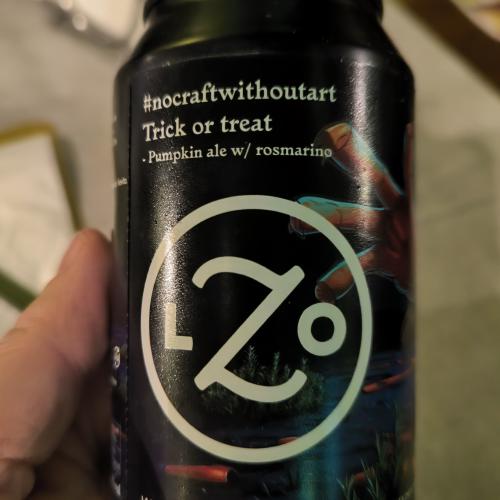 #nocraftwithoutart
Trick or treat
- Pumpkin ale w/ rosmarino
L Z O